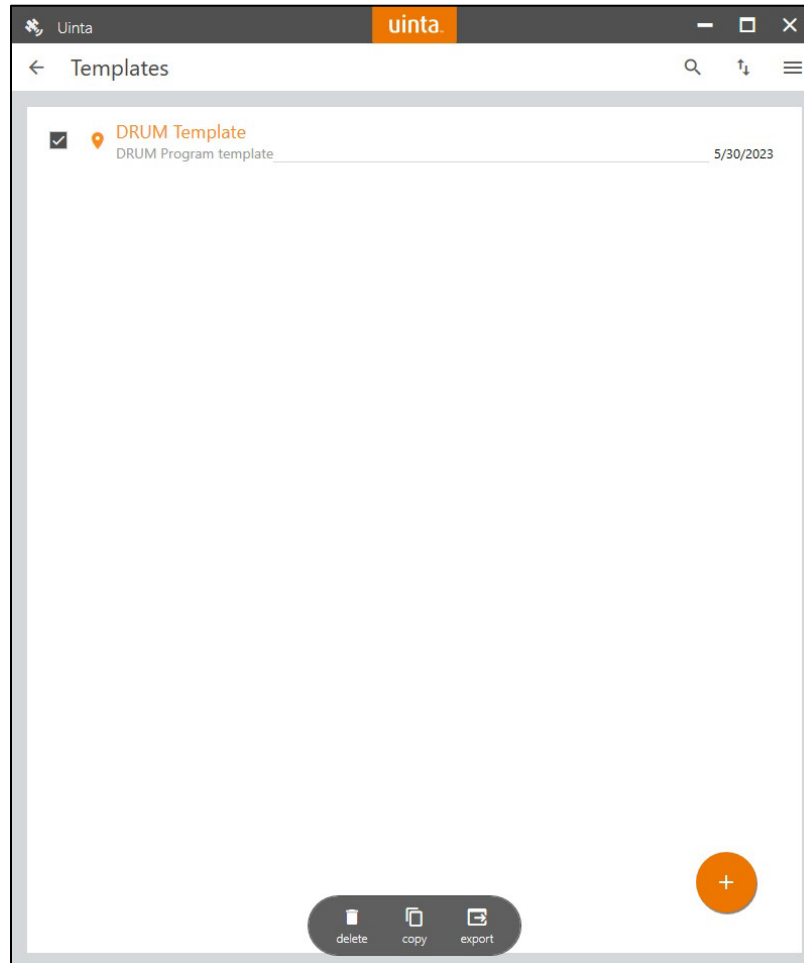 Uinta
uinta.
Templates
DRUM Template
DRUM Program template 5/30/2023
delete copy export